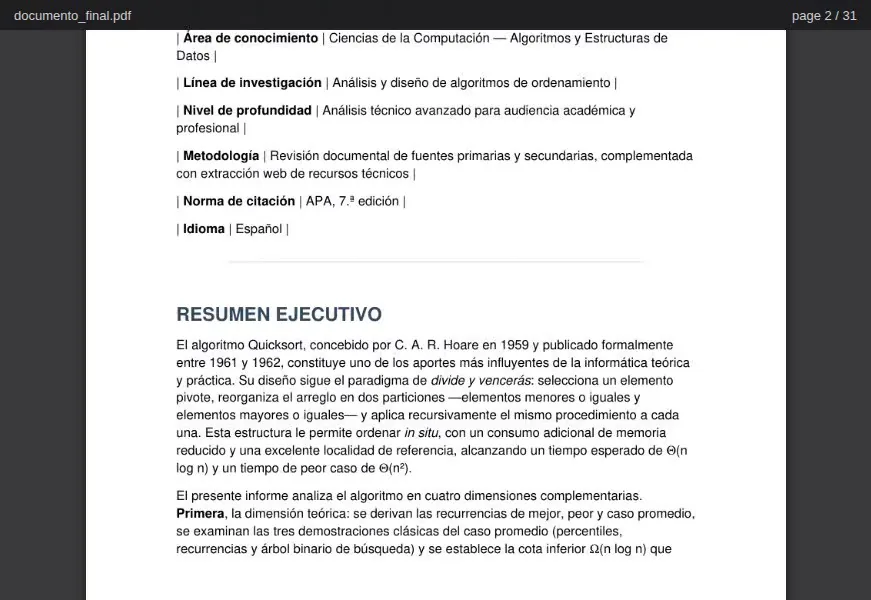 documento_final.pdf
page 2 / 31
| Área de conocimiento | Ciencias de la Computación — Algoritmos y Estructuras de
Datos |
| Línea de investigación | Análisis y diseño de algoritmos de ordenamiento |
| Nivel de profundidad | Análisis técnico avanzado para audiencia académica y
profesional |
| Metodología | Revisión documental de fuentes primarias y secundarias, complementada
con extracción web de recursos técnicos |
| Norma de citación | APA, 7.ª edición |
| Idioma | Español |
RESUMEN EJECUTIVO
El algoritmo Quicksort, concebido por C. A. R. Hoare en 1959 y publicado formalmente
entre 1961 y 1962, constituye uno de los aportes más influyentes de la informática teórica
y práctica. Su diseño sigue el paradigma de divide y vencerás: selecciona un elemento
pivote, reorganiza el arreglo en dos particiones —elementos menores o iguales y
elementos mayores o iguales— y aplica recursivamente el mismo procedimiento a cada
una. Esta estructura le permite ordenar in situ, con un consumo adicional de memoria
reducido y una excelente localidad de referencia, alcanzando un tiempo esperado de Θ(n
log n) y un tiempo de peor caso de Θ(n²).
El presente informe analiza el algoritmo en cuatro dimensiones complementarias.
Primera, la dimensión teórica: se derivan las recurrencias de mejor, peor y caso promedio,
se examinan las tres demostraciones clásicas del caso promedio (percentiles,
recurrencias y árbol binario de búsqueda) y se establece la cota inferior Ω(n log n) que